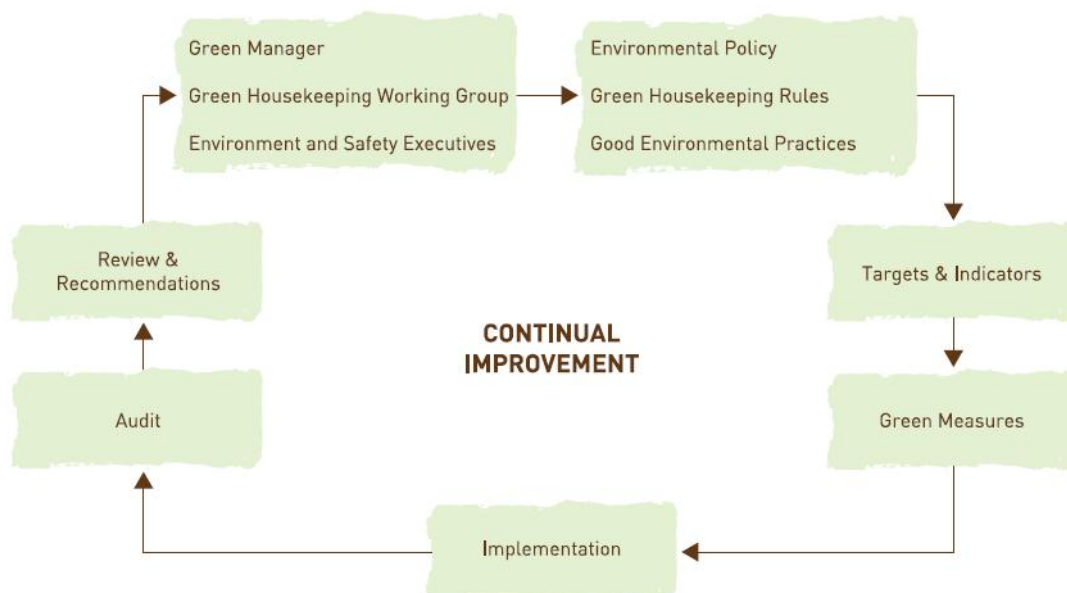 Green Manager
Green Housekeeping Working Group
Environment and Safety Executives
Environmental Policy
Green Housekeeping Rules
Good Environmental Practices
Targets & Indicators
Green Measures
Implementation
Audit
Review &
Recommendations
CONTINUAL
IMPROVEMENT